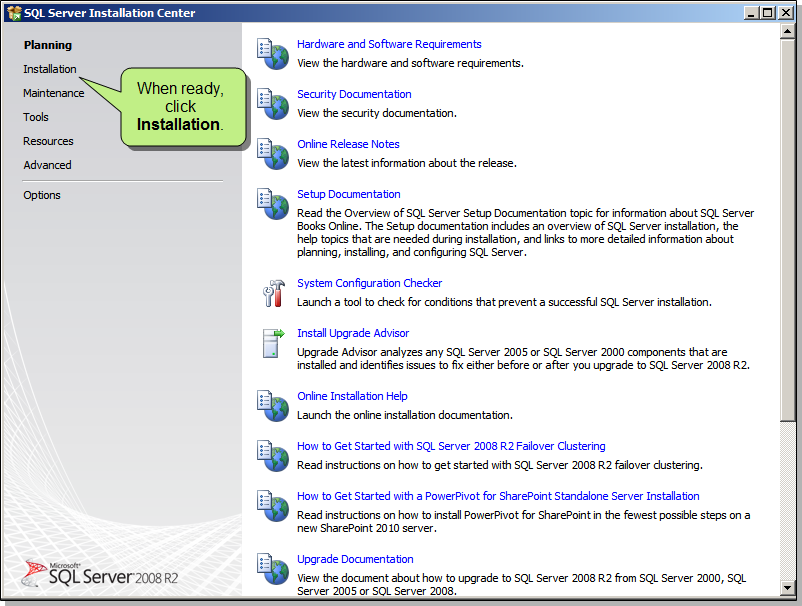 SQL Server Installation Center
Planning
Installation
Maintenance
Tools
Resources
Advanced
Options
When ready,
click
Installation.
Hardware and Software Requirements
View the hardware and software requirements.
Security Documentation
View the security documentation.
Online Release Notes
View the latest information about the release.
Setup Documentation
Read the Overview of SQL Server Setup Documentation topic for information about SQL Server
Books Online. The Setup documentation includes an overview of SQL Server installation, the
help topics that are needed during installation, and links to more detailed information about
planning, installing, and configuring SQL Server.
System Configuration Checker
Launch a tool to check for conditions that prevent a successful SQL Server installation.
Install Upgrade Advisor
Upgrade Advisor analyzes any SQL Server 2005 or SQL Server 2000 components that are
installed and identifies issues to fix either before or after you upgrade to SQL Server 2008 R2.
Online Installation Help
Launch the online installation documentation.
How to Get Started with SQL Server 2008 R2 Failover Clustering
Read instructions on how to get started with SQL Server 2008 R2 failover clustering.
How to Get Started with a PowerPivot for SharePoint Standalone Server Installation
Read instructions on how to install PowerPivot for SharePoint in the fewest possible steps on a
new SharePoint 2010 server.
Upgrade Documentation
View the document about how to upgrade to SQL Server 2008 R2 from SQL Server 2000, SQL
Server 2005 or SQL Server 2008.
Microsoft®
SQL Server 2008 R2